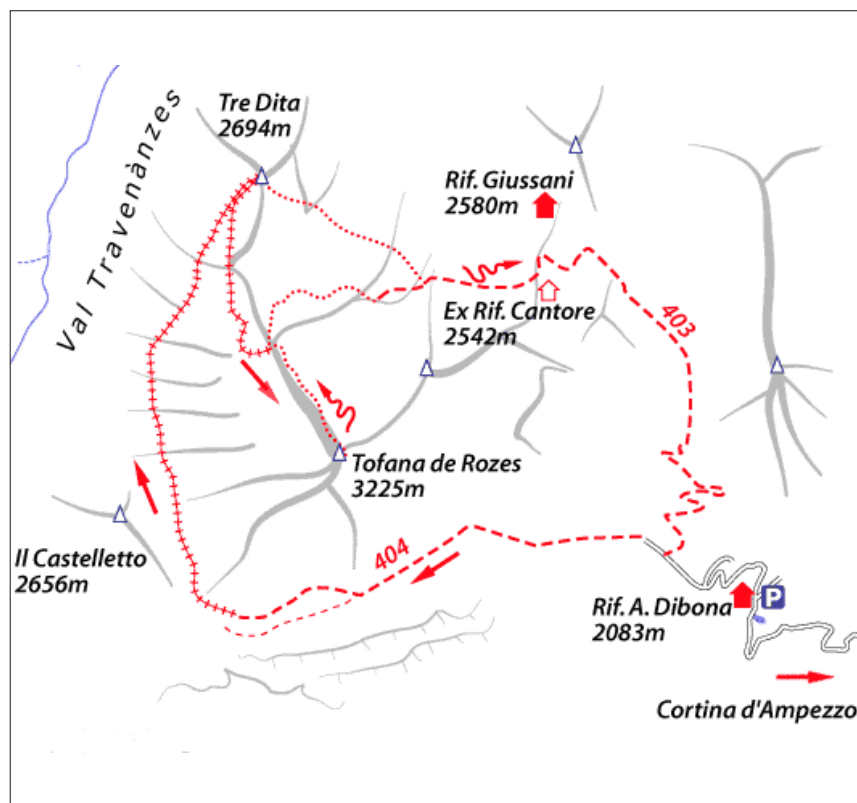 Tre Dita
2694m
Val Travenànzes
Rif. Giussani
2580m
Ex Rif. Cantore
2542m
403
Tofana de Rozes
3225m
Il Castelletto
2656m
404
Rif. A. Dibona
2083m
P
Cortina d'Ampezzo